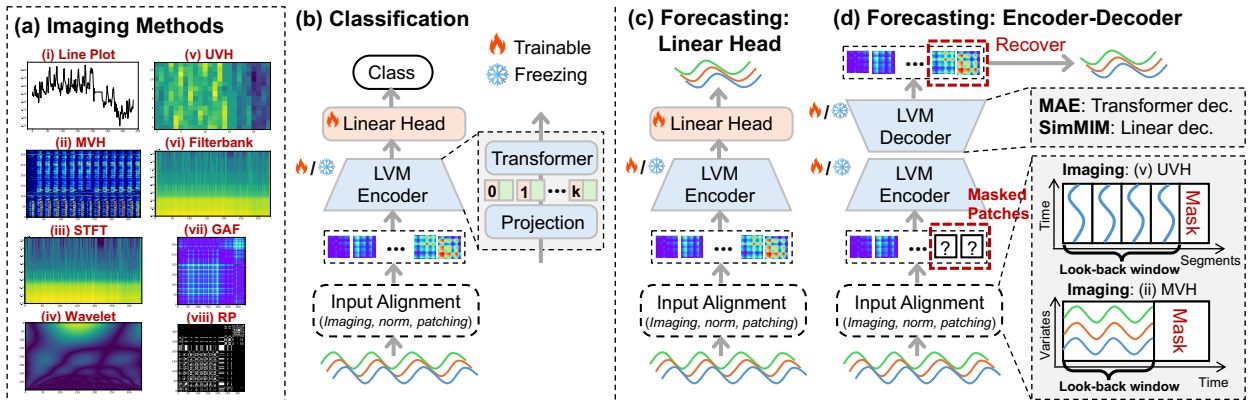 (a) Imaging Methods
(i) Line Plot
(v) UVH
(ii) MVH
(vi) Filterbank
(iii) STFT
(vii) GAF
(iv) Wavelet
(viii) RP
(b) Classification
Trainable
Freezing
Class
Linear Head
/
LVM
Encoder
Transformer
0 1 ••• k
Projection
•••
Input Alignment
(Imaging, norm, patching)
(c) Forecasting:
Linear Head
Linear Head
/
LVM
Encoder
•••
Input Alignment
(Imaging, norm, patching)
(d) Forecasting: Encoder-Decoder
•••
Recover
/
LVM
Decoder
MAE: Transformer dec.
SimMIM: Linear dec.
/
LVM
Encoder
Masked
Patches
•••
? ?
Input Alignment
(Imaging, norm, patching)
Imaging: (v) UVH
Time
Mask
Segments
Look-back window
Imaging: (ii) MVH
Variates
Mask
Look-back window
Time